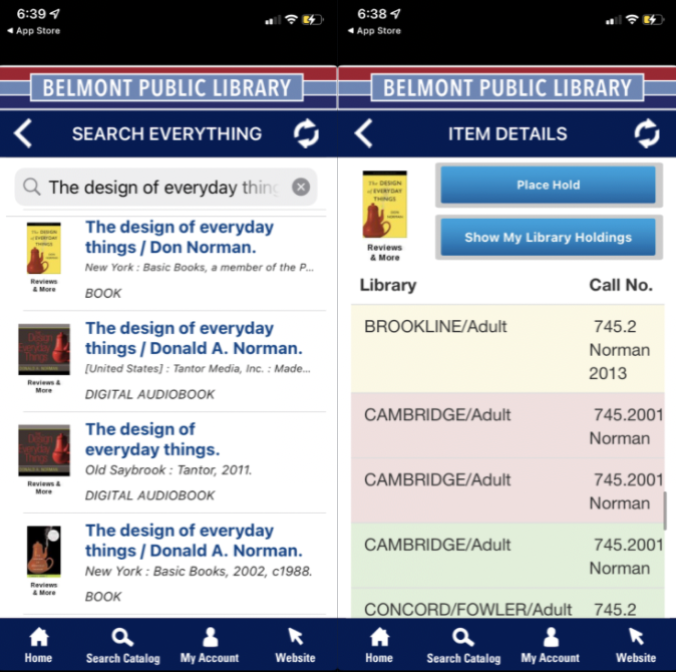 6:39
◀ App Store
BELMONT PUBLIC LIBRARY
SEARCH EVERYTHING
The design of everyday thing
The design of everyday
things / Don Norman.
New York : Basic Books, a member of the P...
Reviews
& More
BOOK
The design of everyday
things / Donald A. Norman.
[United States] : Tantor Media, Inc. : Made...
Reviews &
More
DIGITAL AUDIOBOOK
The design of
everyday things.
Old Saybrook : Tantor, 2011.
Reviews &
More
DIGITAL AUDIOBOOK
The design of everyday
things / Donald A. Norman.
New York : Basic Books, 2002, c1988.
Reviews
& More
BOOK
Home
Search Catalog
My Account
Website
6:38
◀ App Store
BELMONT PUBLIC LIBRARY
ITEM DETAILS
The DESIGN
of EVERYDAY
THINGS
Reviews
& More
Place Hold
Show My Library Holdings
Library Call No.
BROOKLINE/Adult 745.2
Norman
2013
CAMBRIDGE/Adult 745.2001
Norman
CAMBRIDGE/Adult 745.2001
Norman
CAMBRIDGE/Adult 745.2001
Norman
CONCORD/FOWLER/Adult 745.2
Home
Search Catalog
My Account
Website